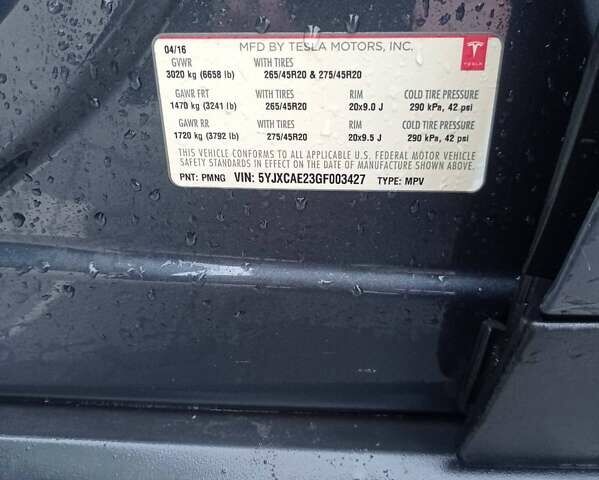 04/16 MFD BY TESLA MOTORS, INC.
TESLA
GVWR WITH TIRES
3020 kg (6658 lb) 265/45R20 & 275/45R20
GAWR FRT WITH TIRES RIM COLD TIRE PRESSURE
1470 kg (3241 lb) 265/45R20 20x9.0 J 290 kPa, 42 psi
GAWR RR WITH TIRES RIM COLD TIRE PRESSURE
1720 kg (3792 lb) 275/45R20 20x9.5 J 290 kPa, 42 psi
THIS VEHICLE CONFORMS TO ALL APPLICABLE U.S. FEDERAL MOTOR VEHICLE
SAFETY STANDARDS IN EFFECT ON THE DATE OF MANUFACTURE SHOWN ABOVE.
PNT: PMNG VIN: 5YJXCAE23GF003427 TYPE: MPV